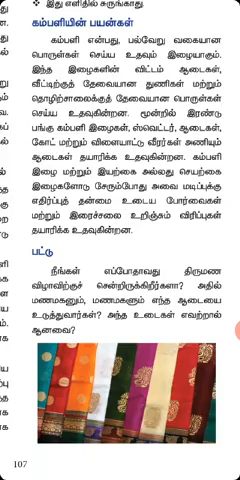 இது எளிதில் சுருங்காது.
கம்பளியின் பயன்கள்
கம்பளி என்பது, பல்வேறு வகையான
பொருள்கள் செய்ய உதவும் இழையாகும்.
இந்த இழைகளின் விட்டம் ஆடைகள்,
வீட்டிற்குத் தேவையான துணிகள் மற்றும்
தொழிற்சாலைக்குத் தேவையான பொருள்கள்
செய்ய உதவுகின்றன. மூன்றில் இரண்டு
பங்கு கம்பளி இழைகள், ஸ்வெட்டர், ஆடைகள்,
கோட் மற்றும் விளையாட்டு வீரர்கள் அணியும்
ஆடைகள் தயாரிக்க உதவுகின்றன. கம்பளி
இழை மற்றும் இயற்கை அல்லது செயற்கை
இழைகளோடு சேரும்போது அவை மடிப்புக்கு
எதிர்ப்புத் தன்மை உடைய போர்வைகள்
மற்றும் இரைச்சலை உறிஞ்சும் விரிப்புகள்
தயாரிக்க உதவுகின்றன.
பட்டு
நீங்கள் எப்போதாவது திருமண
விழாவிற்குச் சென்றிருக்கிறீர்களா? அதில்
மணமகனும், மணமகளும் எந்த ஆடையை
உடுத்துவார்கள்? அந்த உடைகள் எவற்றால்
ஆனவை?
107